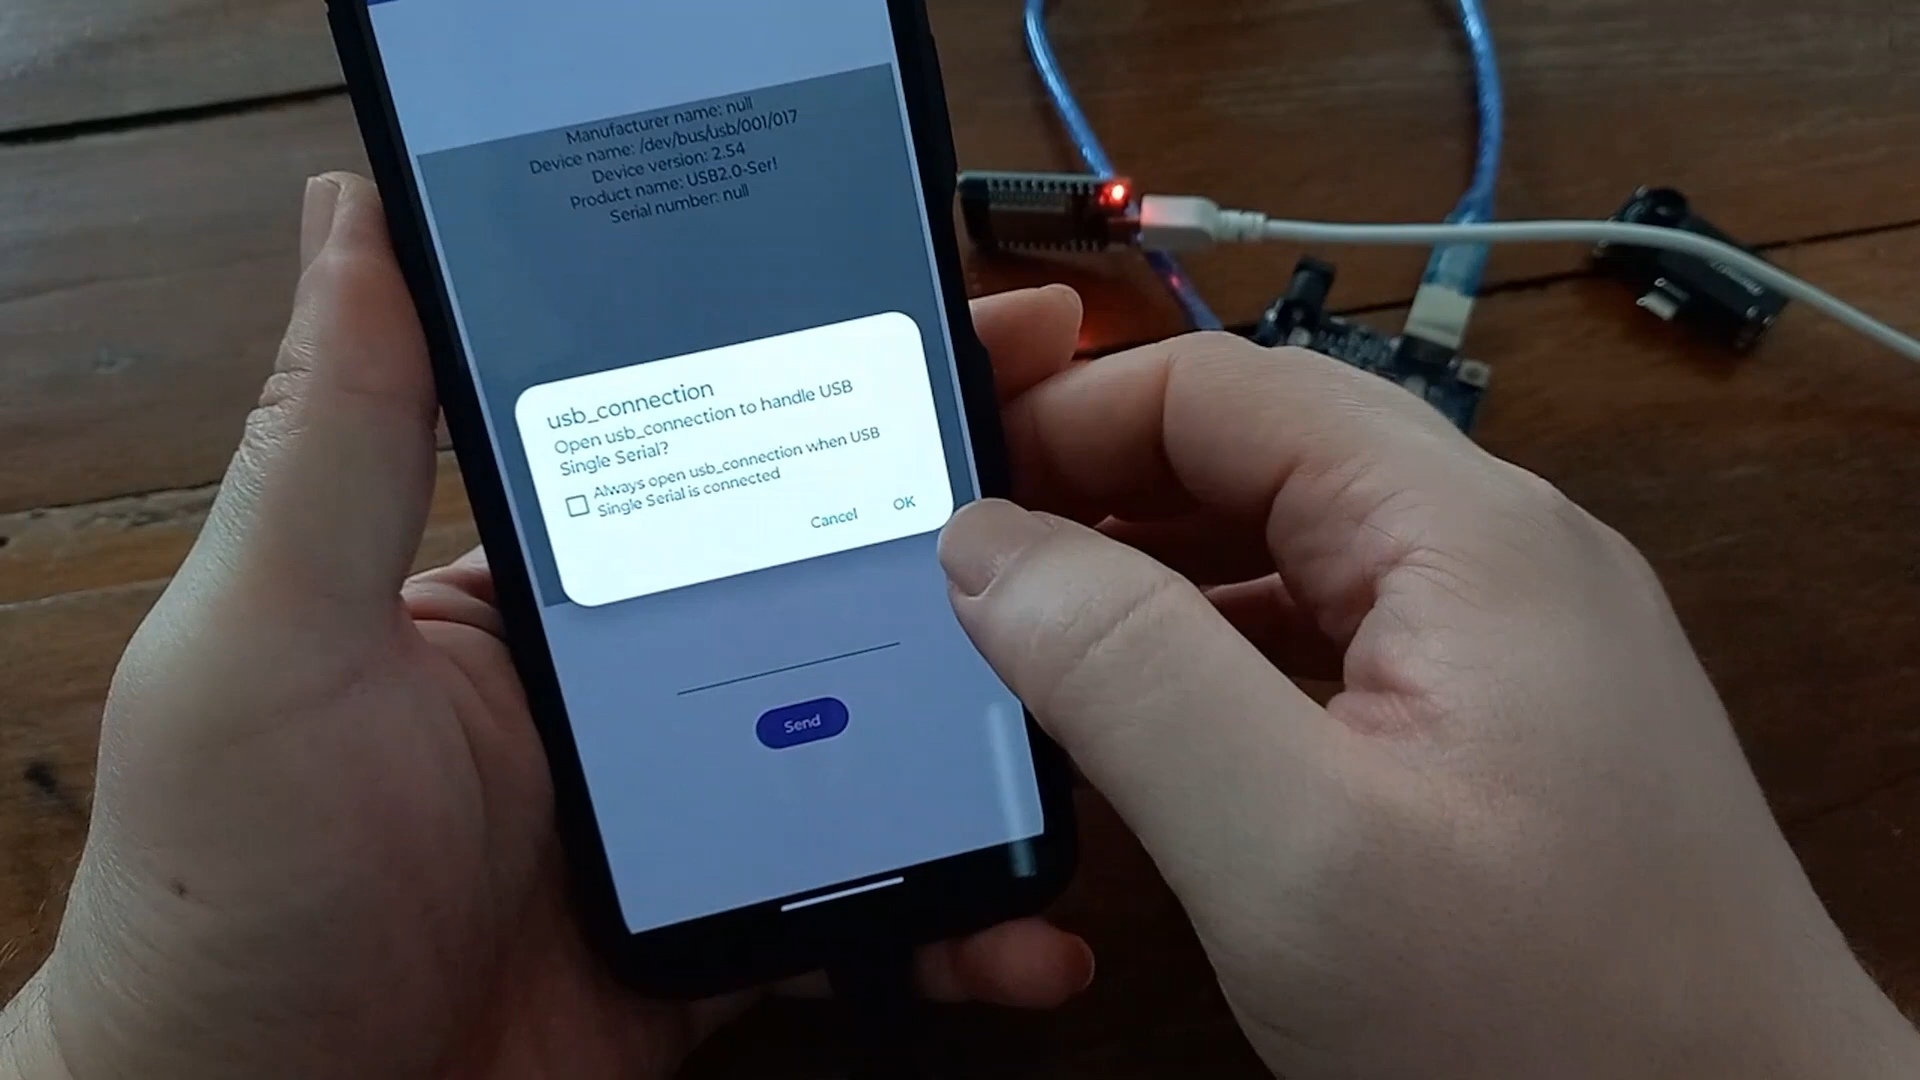 Manufacturer name: null
Device name: /dev/bus/usb/001/017
Device version: 2.54
Product name: USB2.0-Ser!
Serial number: null
usb_connection
Open usb_connection to handle USB
Single Serial?
Always open usb_connection when USB
Single Serial is connected
Cancel
OK
Send